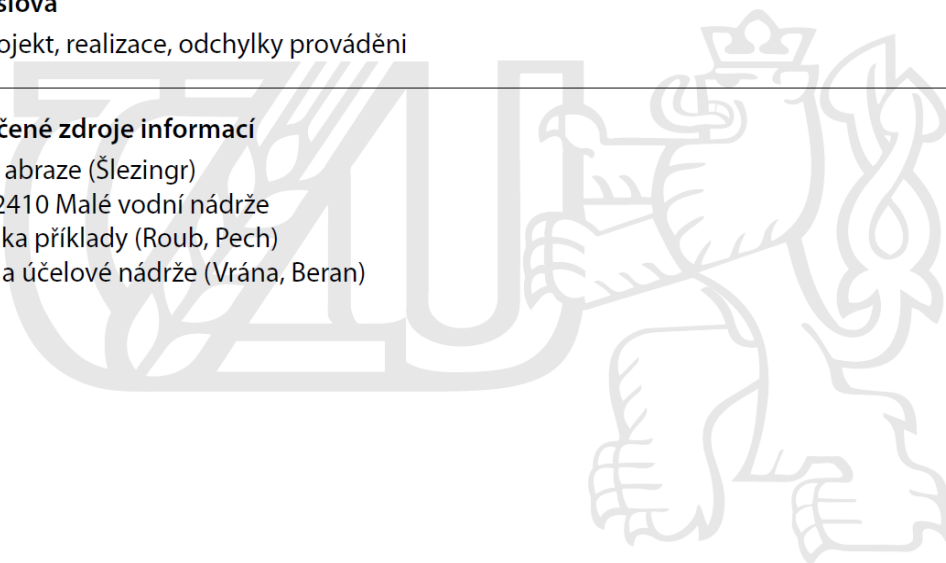 slova
ojekt, realizace, odchylky prováděni
čené zdroje informací
abraze (Šlezingr)
2410 Malé vodní nádrže
ka příklady (Roub, Pech)
a účelové nádrže (Vrána, Beran)
ČZU